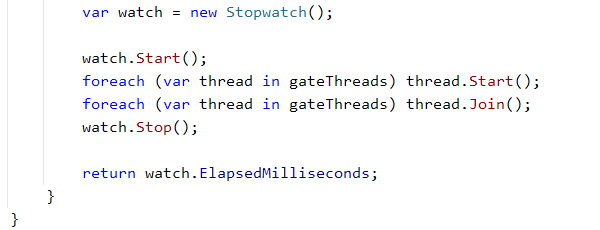 var watch = new Stopwatch();
watch.Start();
foreach (var thread in gateThreads) thread.Start();
foreach (var thread in gateThreads) thread.Join();
watch.Stop();
return watch.ElapsedMilliseconds;
}
}